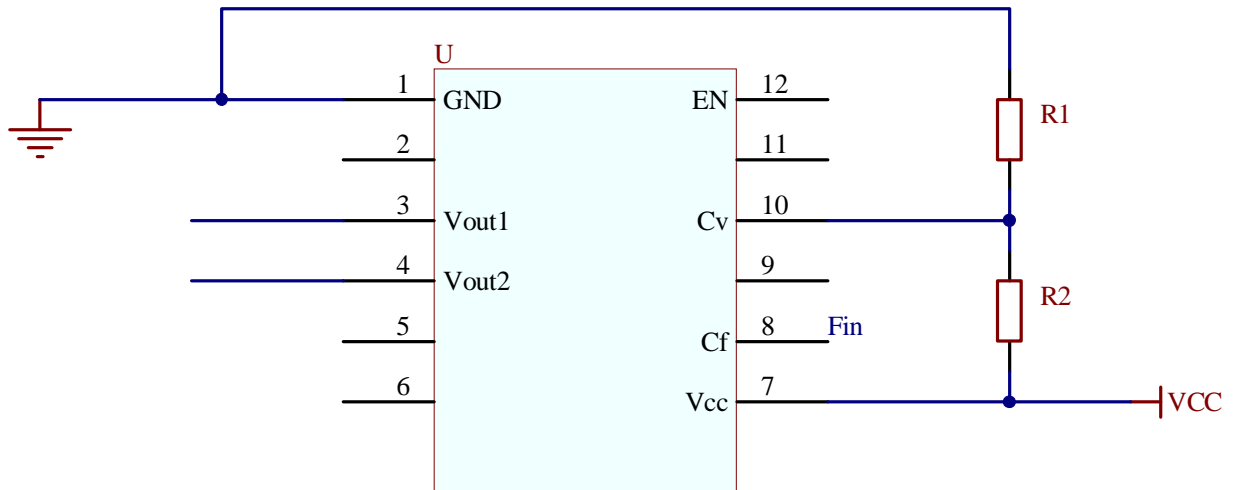 U
1 GND EN 12
R1
2 11
3 Vout1 Cv 10
4 Vout2 9
R2
5 Cf 8 Fin
6 Vcc 7 VCC